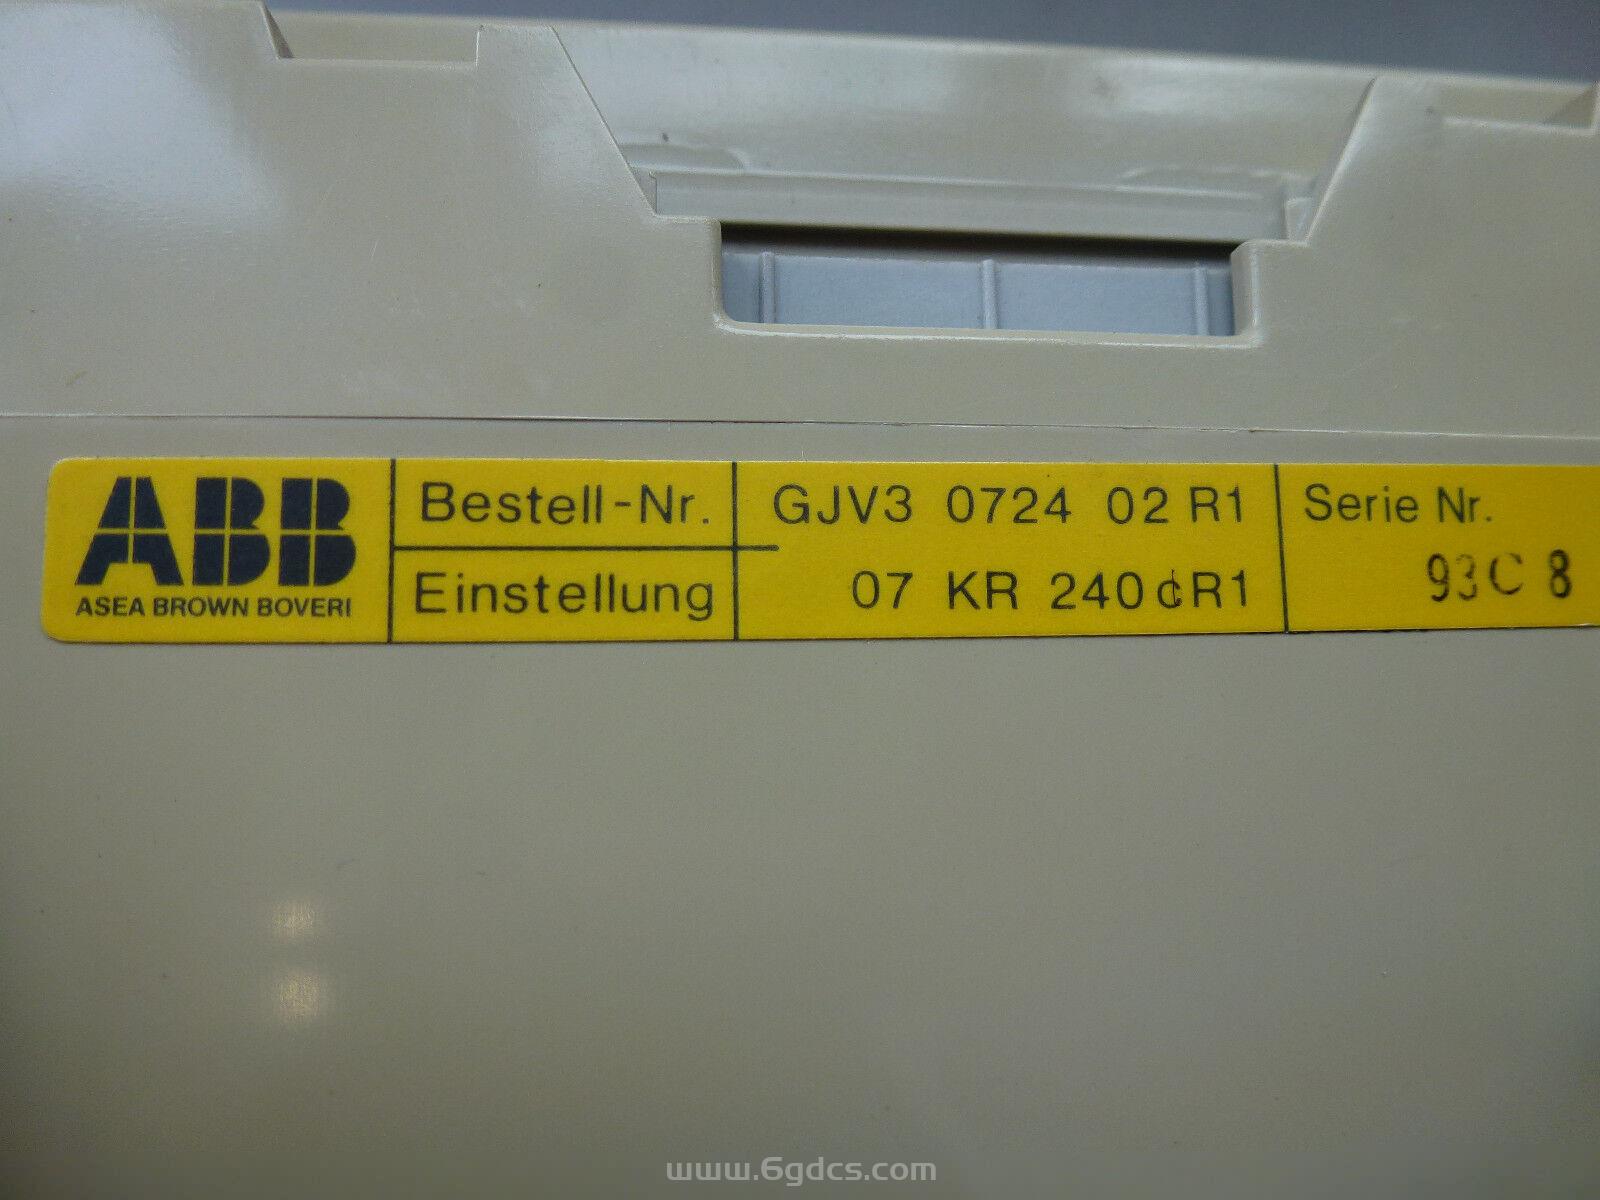 ABB
ASEA BROWN BOVERI
Bestell-Nr. GJV3 0724 02 R1
Einstellung 07 KR 240 R1
Serie Nr.
93C 8
www.6gdcs.com